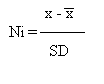 Ni = x - x̅
SD